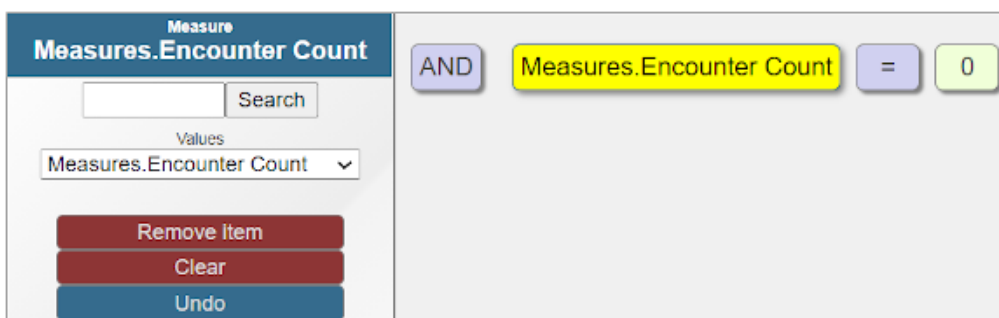 Measure
Measures.Encounter Count
Search
Values
Measures.Encounter Count
Remove item
Clear
Undo
AND Measures.Encounter Count = 0